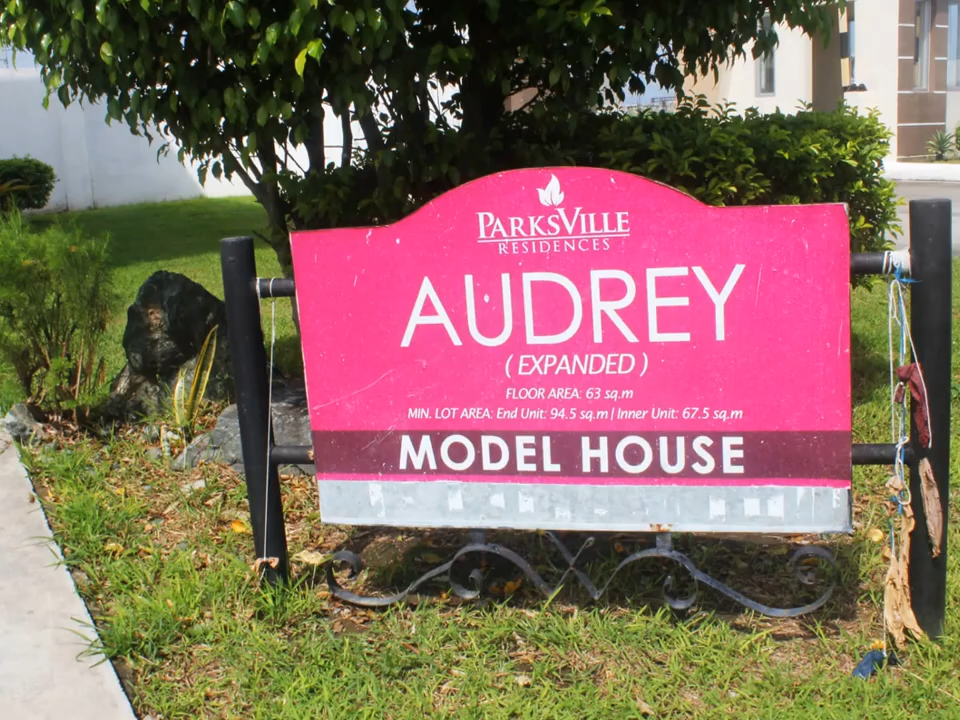 PARKSVILLE
RESIDENCES
AUDREY
(EXPANDED)
FLOOR AREA: 63 sq.m
MIN. LOT AREA: End Unit: 94.5 sq.m | Inner Unit: 67.5 sq.m
MODEL HOUSE